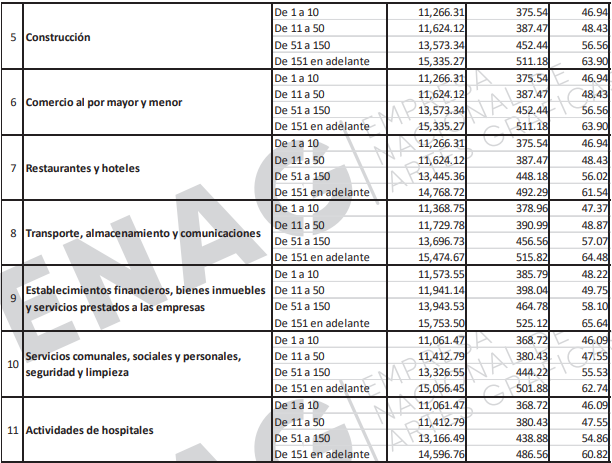 De 1 a 10 11,266.31 375.54 46.94
5 Construcción De 11 a 50 11,624.12 387.47 48.43
De 51 a 150 13,573.34 452.44 56.56
De 151 en adelante 15,335.27 511.18 63.90
De 1 a 10 11,266.31 375.54 46.94
6 Comercio al por mayor y menor De 11 a 50 11,624.12 387.47 48.43
De 51 a 150 13,573.34 452.44 56.56
De 151 en adelante 15,335.27 511.18 63.90
De 1 a 10 11,266.31 375.54 46.94
7 Restaurantes y hoteles De 11 a 50 11,624.12 387.47 48.43
De 51 a 150 13,445.36 448.18 56.02
De 151 en adelante 14,768.72 492.29 61.54
De 1 a 10 11,368.75 378.96 47.37
8 Transporte, almacenamiento y comunicaciones De 11 a 50 11,729.78 390.99 48.87
De 51 a 150 13,696.73 456.56 57.07
De 151 en adelante 15,474.67 515.82 64.48
De 1 a 10 11,573.55 385.79 48.22
9 Establecimientos financieros, bienes inmuebles De 11 a 50 11,941.14 398.04 49.75
y servicios prestados a las empresas De 51 a 150 13,943.53 464.78 58.10
De 151 en adelante 15,753.50 525.12 65.64
De 1 a 10 11,061.47 368.72 46.09
10 Servicios comunales, sociales y personales, De 11 a 50 11,412.79 380.43 47.55
seguridad y limpieza De 51 a 150 13,326.55 444.22 55.53
De 151 en adelante 15,056.45 501.88 62.74
De 1 a 10 11,061.47 368.72 46.09
11 Actividades de hospitales De 11 a 50 11,412.79 380.43 47.55
De 51 a 150 13,166.49 438.88 54.86
De 151 en adelante 14,596.76 486.56 60.82
ENAG
EMPRESA
NACIONAL DE
ARTES GRÁFICAS